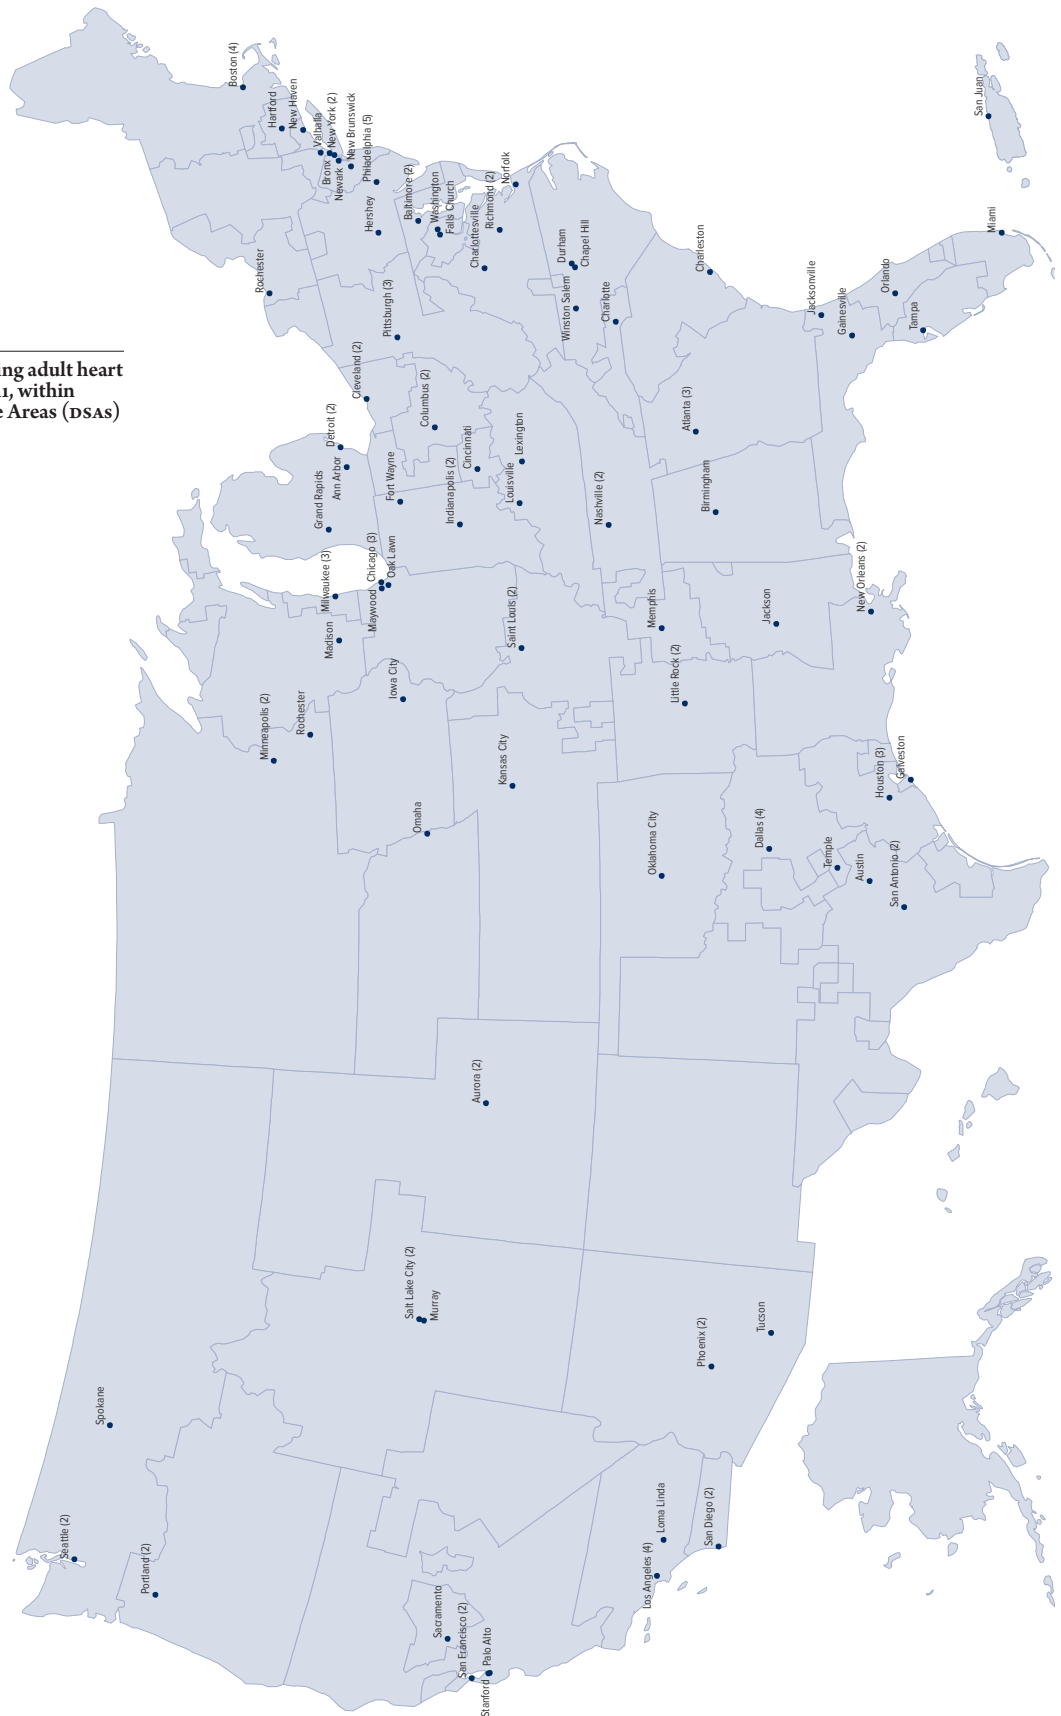 ing adult heart
11, within
e Areas (DSAs)
Boston (4)
Hartford
New Haven
Valhalla
New York (2)
Bronx
Newark
New Brunswick
Philadelphia (5)
Hershey
Baltimore (2)
Washington
Falls Church
Charlottesville
Richmond (2)
Norfolk
San Juan
Miami
Rochester
Pittsburgh (3)
Durham
Chapel Hill
Winston Salem
Charlotte
Charleston
Jacksonville
Gainesville
Orlando
Tampa
Cleveland (2)
Columbus (2)
Detroit (2)
Ann Arbor
Grand Rapids
Fort Wayne
Indianapolis (2)
Cincinnati
Louisville
Lexington
Atlanta (3)
Birmingham
Nashville (2)
Milwaukee (3)
Madison
Chicago (3)
Maywood
Oak Lawn
Saint Louis (2)
Memphis
Jackson
New Orleans (2)
Little Rock (2)
Iowa City
Minneapolis (2)
Rochester
Kansas City
Omaha
Oklahoma City
Dallas (4)
Temple
Austin
San Antonio (2)
Houston (3)
Galveston
Aurora (2)
Salt Lake City (2)
Murray
Phoenix (2)
Tucson
Spokane
Seattle (2)
Portland (2)
Sacramento
San Francisco (2)
Palo Alto
Stanford
Los Angeles (4)
Loma Linda
San Diego (2)